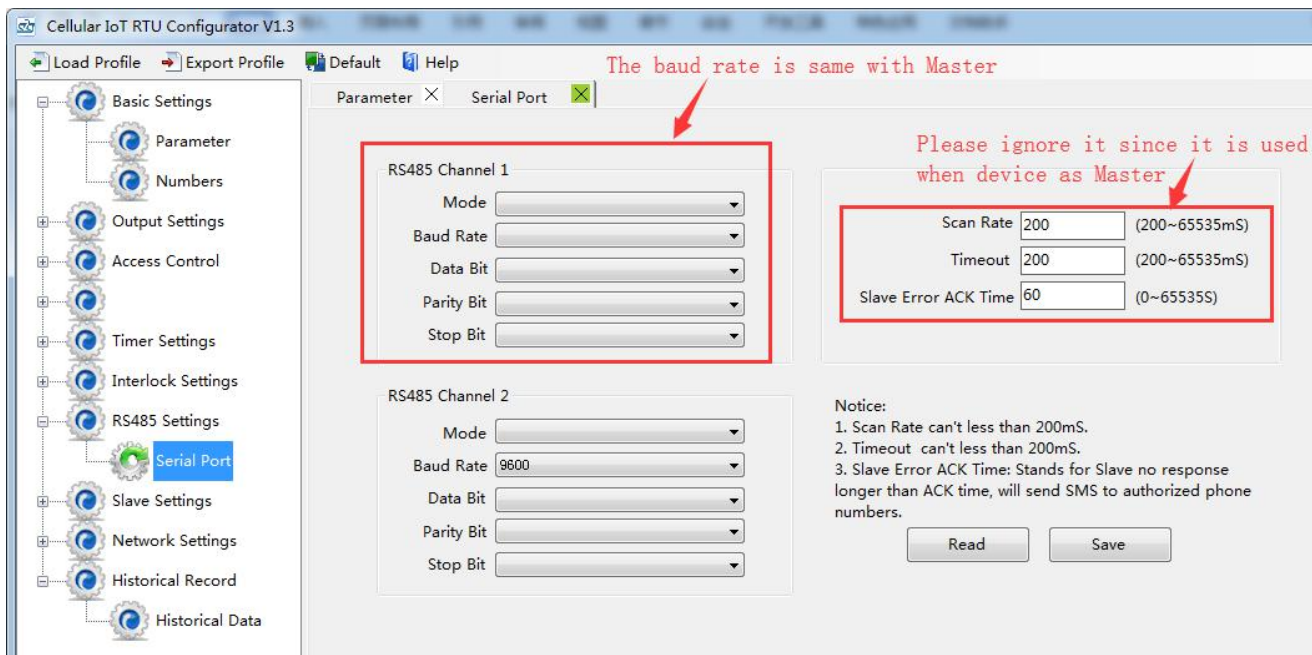 Cellular IoT RTU Configurator V1.3
Load Profile Export Profile Default Help
The baud rate is same with Master
Parameter Serial Port
Basic Settings
Parameter
Numbers
Output Settings
Access Control
Timer Settings
Interlock Settings
RS485 Settings
Serial Port
Slave Settings
Network Settings
Historical Record
Historical Data
RS485 Channel 1
Mode
Baud Rate
Data Bit
Parity Bit
Stop Bit
Please ignore it since it is used
when device as Master
Scan Rate 200 (200~65535mS)
Timeout 200 (200~65535mS)
Slave Error ACK Time 60 (0~65535S)
RS485 Channel 2
Mode
Baud Rate 9600
Data Bit
Parity Bit
Stop Bit
Notice:
1. Scan Rate can't less than 200mS.
2. Timeout can't less than 200mS.
3. Slave Error ACK Time: Stands for Slave no response
longer than ACK time, will send SMS to authorized phone
numbers.
Read Save